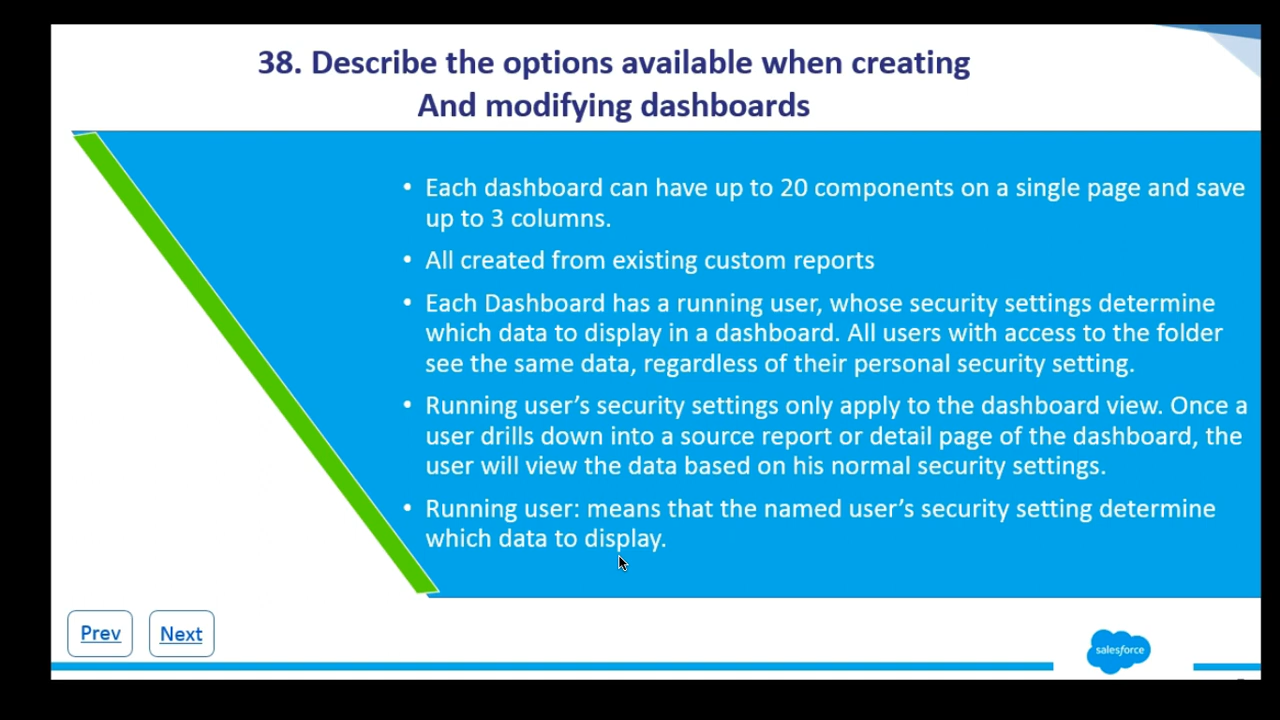 38. Describe the options available when creating
And modifying dashboards
• Each dashboard can have up to 20 components on a single page and save
up to 3 columns.
• All created from existing custom reports
• Each Dashboard has a running user, whose security settings determine
which data to display in a dashboard. All users with access to the folder
see the same data, regardless of their personal security setting.
• Running user’s security settings only apply to the dashboard view. Once a
user drills down into a source report or detail page of the dashboard, the
user will view the data based on his normal security settings.
• Running user: means that the named user’s security setting determine
which data to display.
Prev
Next
salesforce